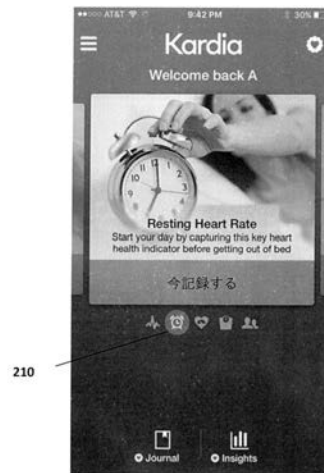 AT&T 9:42 PM 30%
Kardia
Welcome back A
12
Resting Heart Rate
Start your day by capturing this key heart
health indicator before getting out of bed
今記録する
210
Journal
Insights